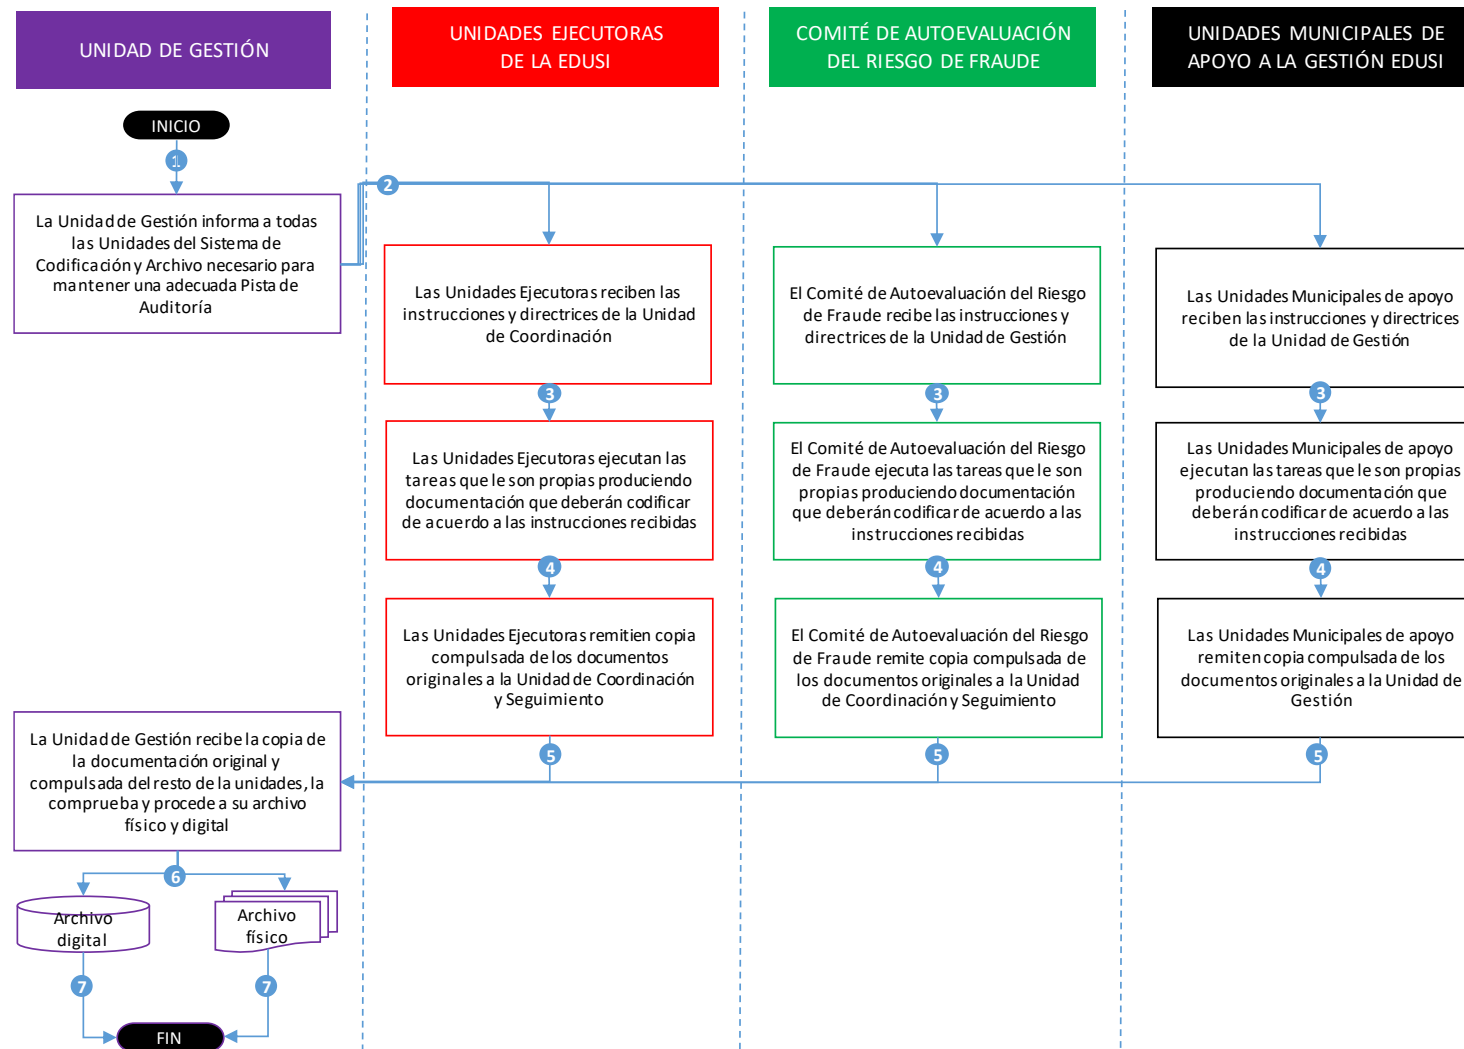 UNIDAD DE GESTIÓN
UNIDADES EJECUTORAS
DE LA EDUSI
COMITÉ DE AUTOEVALUACIÓN
DEL RIESGO DE FRAUDE
UNIDADES MUNICIPALES DE
APOYO A LA GESTIÓN EDUSI
INICIO
1
La Unidad de Gestión informa a todas
las Unidades del Sistema de
Codificación y Archivo necesario para
mantener una adecuada Pista de
Auditoría
2
Las Unidades Ejecutoras reciben las
instrucciones y directrices de la Unidad
de Coordinación
El Comité de Autoevaluación del Riesgo
de Fraude recibe las instrucciones y
directrices de la Unidad de Gestión
Las Unidades Municipales de apoyo
reciben las instrucciones y directrices
de la Unidad de Gestión
3
3
3
Las Unidades Ejecutoras ejecutan las
tareas que le son propias produciendo
documentación que deberán codificar
de acuerdo a las instrucciones recibidas
El Comité de Autoevaluación del Riesgo
de Fraude ejecuta las tareas que le son
propias produciendo documentación
que deberán codificar de acuerdo a las
instrucciones recibidas
Las Unidades Municipales de apoyo
ejecutan las tareas que le son propias
produciendo documentación que
deberán codificar de acuerdo a las
instrucciones recibidas
4
4
4
Las Unidades Ejecutoras remitien copia
compulsada de los documentos
originales a la Unidad de Coordinación
y Seguimiento
El Comité de Autoevaluación del Riesgo
de Fraude remite copia compulsada de
los documentos originales a la Unidad
de Coordinación y Seguimiento
Las Unidades Municipales de apoyo
remiten copia compulsada de los
documentos originales a la Unidad de
Gestión
5
5
5
La Unidad de Gestión recibe la copia de
la documentación original y
compulsada del resto de la unidades, la
comprueba y procede a su archivo
físico y digital
6
Archivo
digital
Archivo
físico
7
7
FIN